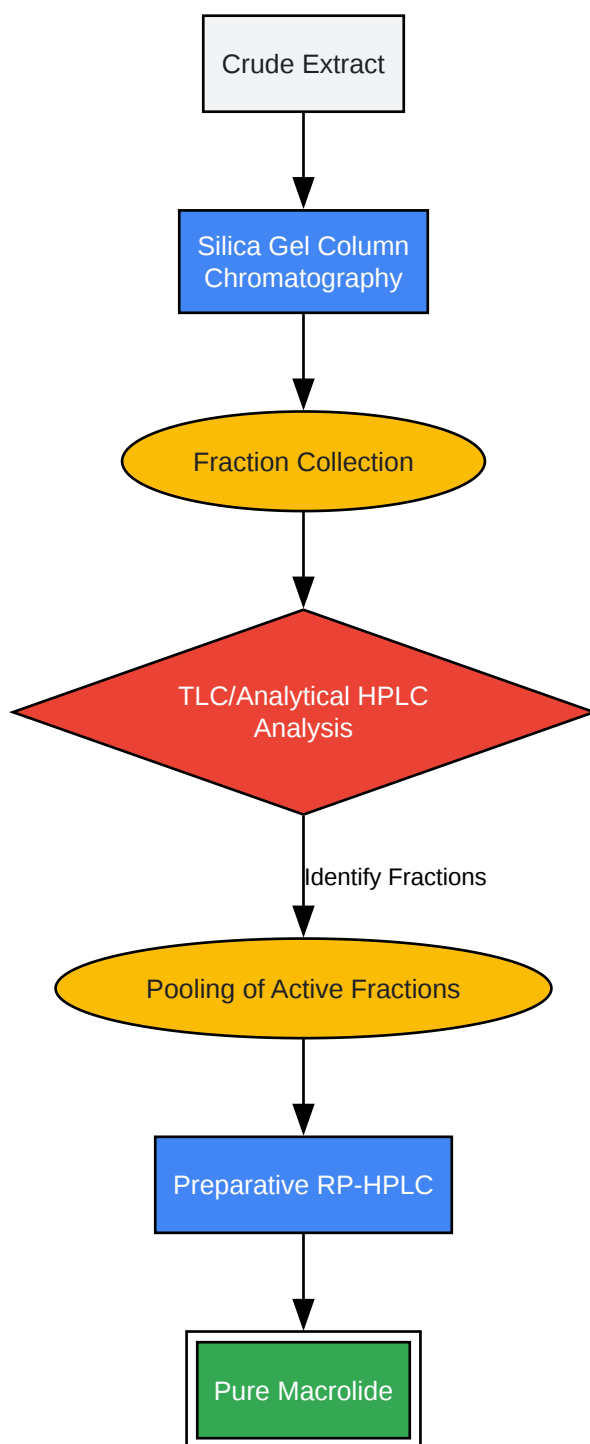 Crude Extract
Silica Gel Column
Chromatography
Fraction Collection
TLC/Analytical HPLC
Analysis
Identify Fractions
Pooling of Active Fractions
Preparative RP-HPLC
Pure Macrolide